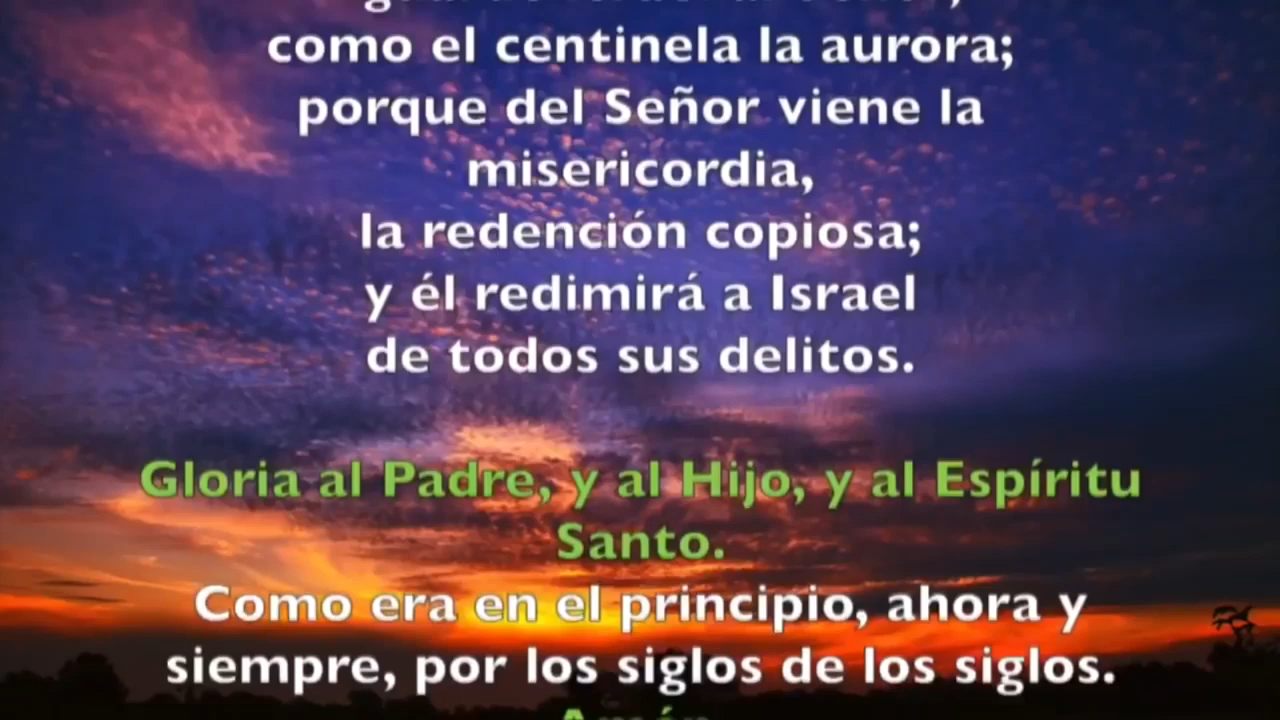 como el centinela la aurora;
porque del Señor viene la
misericordia,
la redención copiosa;
y él redimirá a Israel
de todos sus delitos.
Gloria al Padre, y al Hijo, y al Espíritu
Santo.
Como era en el principio, ahora y
siempre, por los siglos de los siglos.